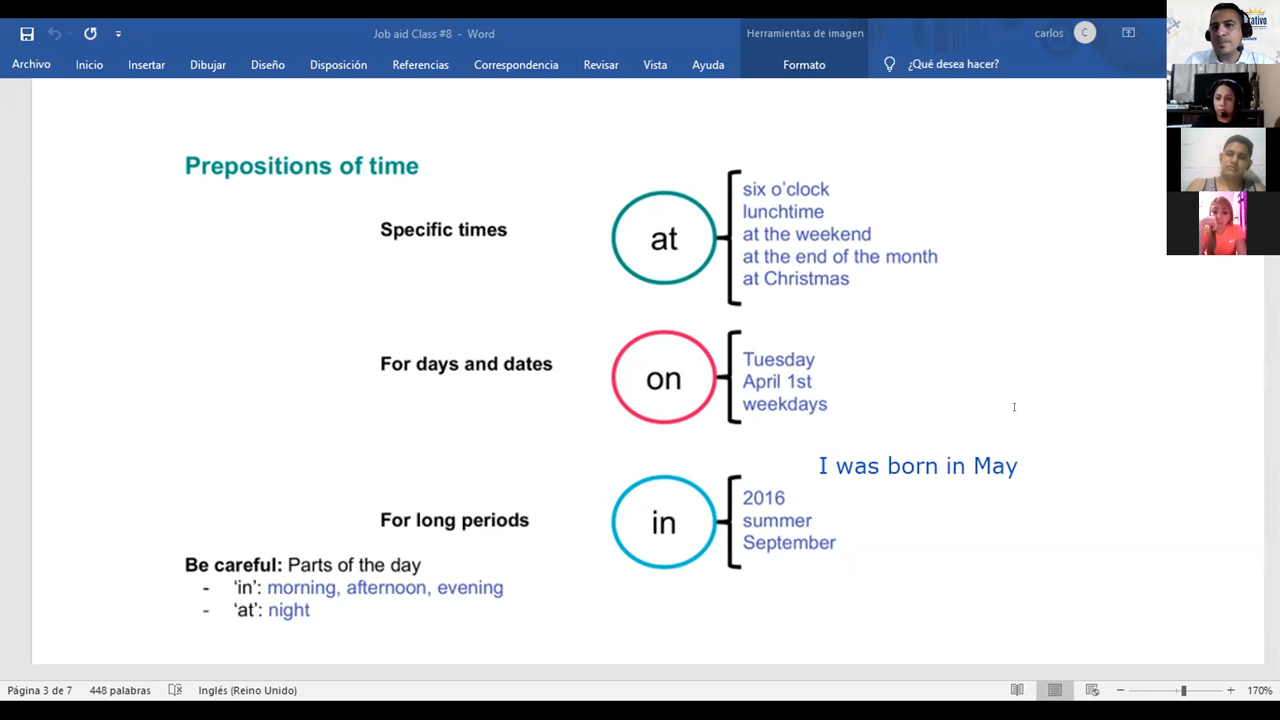 Job aid Class #8 - Word
Herramientas de imagen
carlos
C
Archivo Inicio Insertar Dibujar Diseño Disposición Referencias Correspondencia Revisar Vista Ayuda Formato ¿Qué desea hacer?
Prepositions of time
Specific times
at
six o'clock
lunchtime
at the weekend
at the end of the month
at Christmas
For days and dates
on
Tuesday
April 1st
weekdays
I was born in May
For long periods
in
2016
summer
September
Be careful: Parts of the day
- 'in': morning, afternoon, evening
- 'at': night
Página 3 de 7 448 palabras Inglés (Reino Unido) 170%